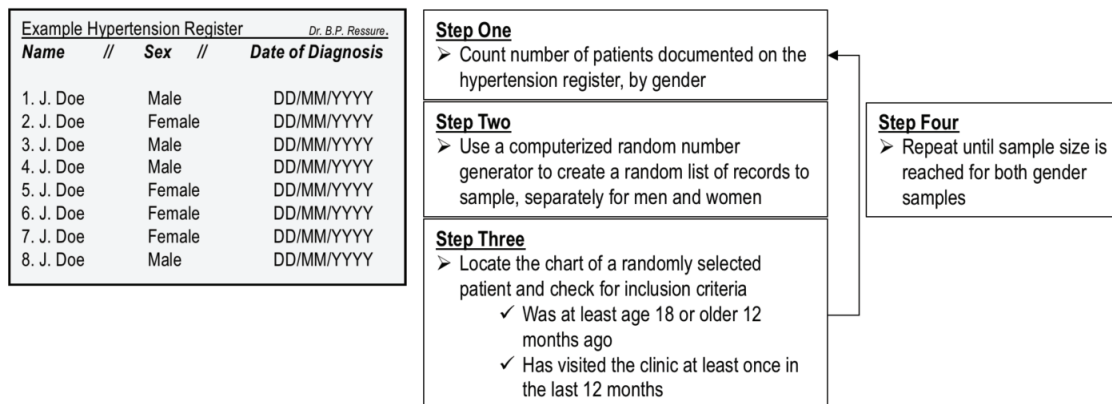 Example Hypertension Register Dr. B.P. Ressure.
Name // Sex // Date of Diagnosis
1. J. Doe Male DD/MM/YYYY
2. J. Doe Female DD/MM/YYYY
3. J. Doe Male DD/MM/YYYY
4. J. Doe Male DD/MM/YYYY
5. J. Doe Female DD/MM/YYYY
6. J. Doe Female DD/MM/YYYY
7. J. Doe Female DD/MM/YYYY
8. J. Doe Male DD/MM/YYYY
Step One
➢ Count number of patients documented on the
hypertension register, by gender
Step Two
➢ Use a computerized random number
generator to create a random list of records to
sample, separately for men and women
Step Three
➢ Locate the chart of a randomly selected
patient and check for inclusion criteria
✓ Was at least age 18 or older 12
months ago
✓ Has visited the clinic at least once in
the last 12 months
Step Four
➢ Repeat until sample size is
reached for both gender
samples